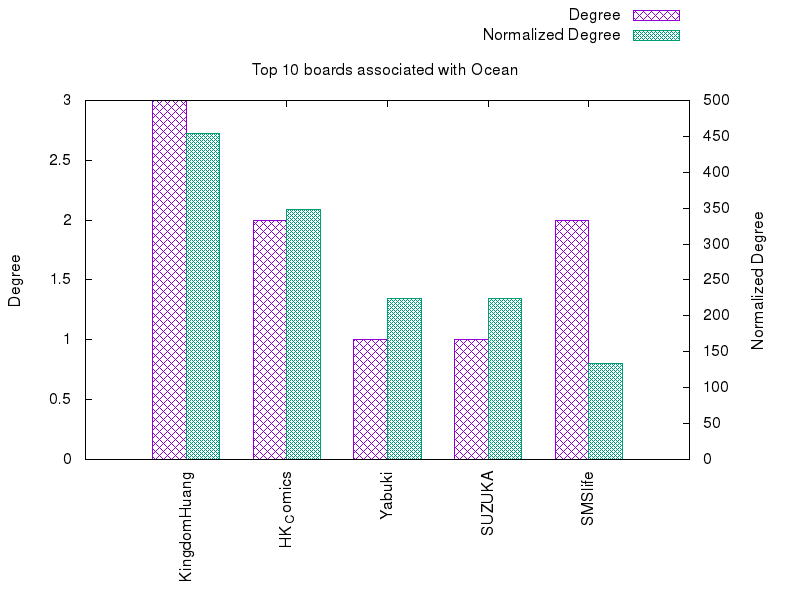 Degree
Normalized Degree
Top 10 boards associated with Ocean
3
2.5
2
1.5
1
0.5
0
Degree
500
450
400
350
300
250
200
150
100
50
0
Normalized Degree
KingdomHuang
HKComics
Yabuki
SUZUKA
SMSlife